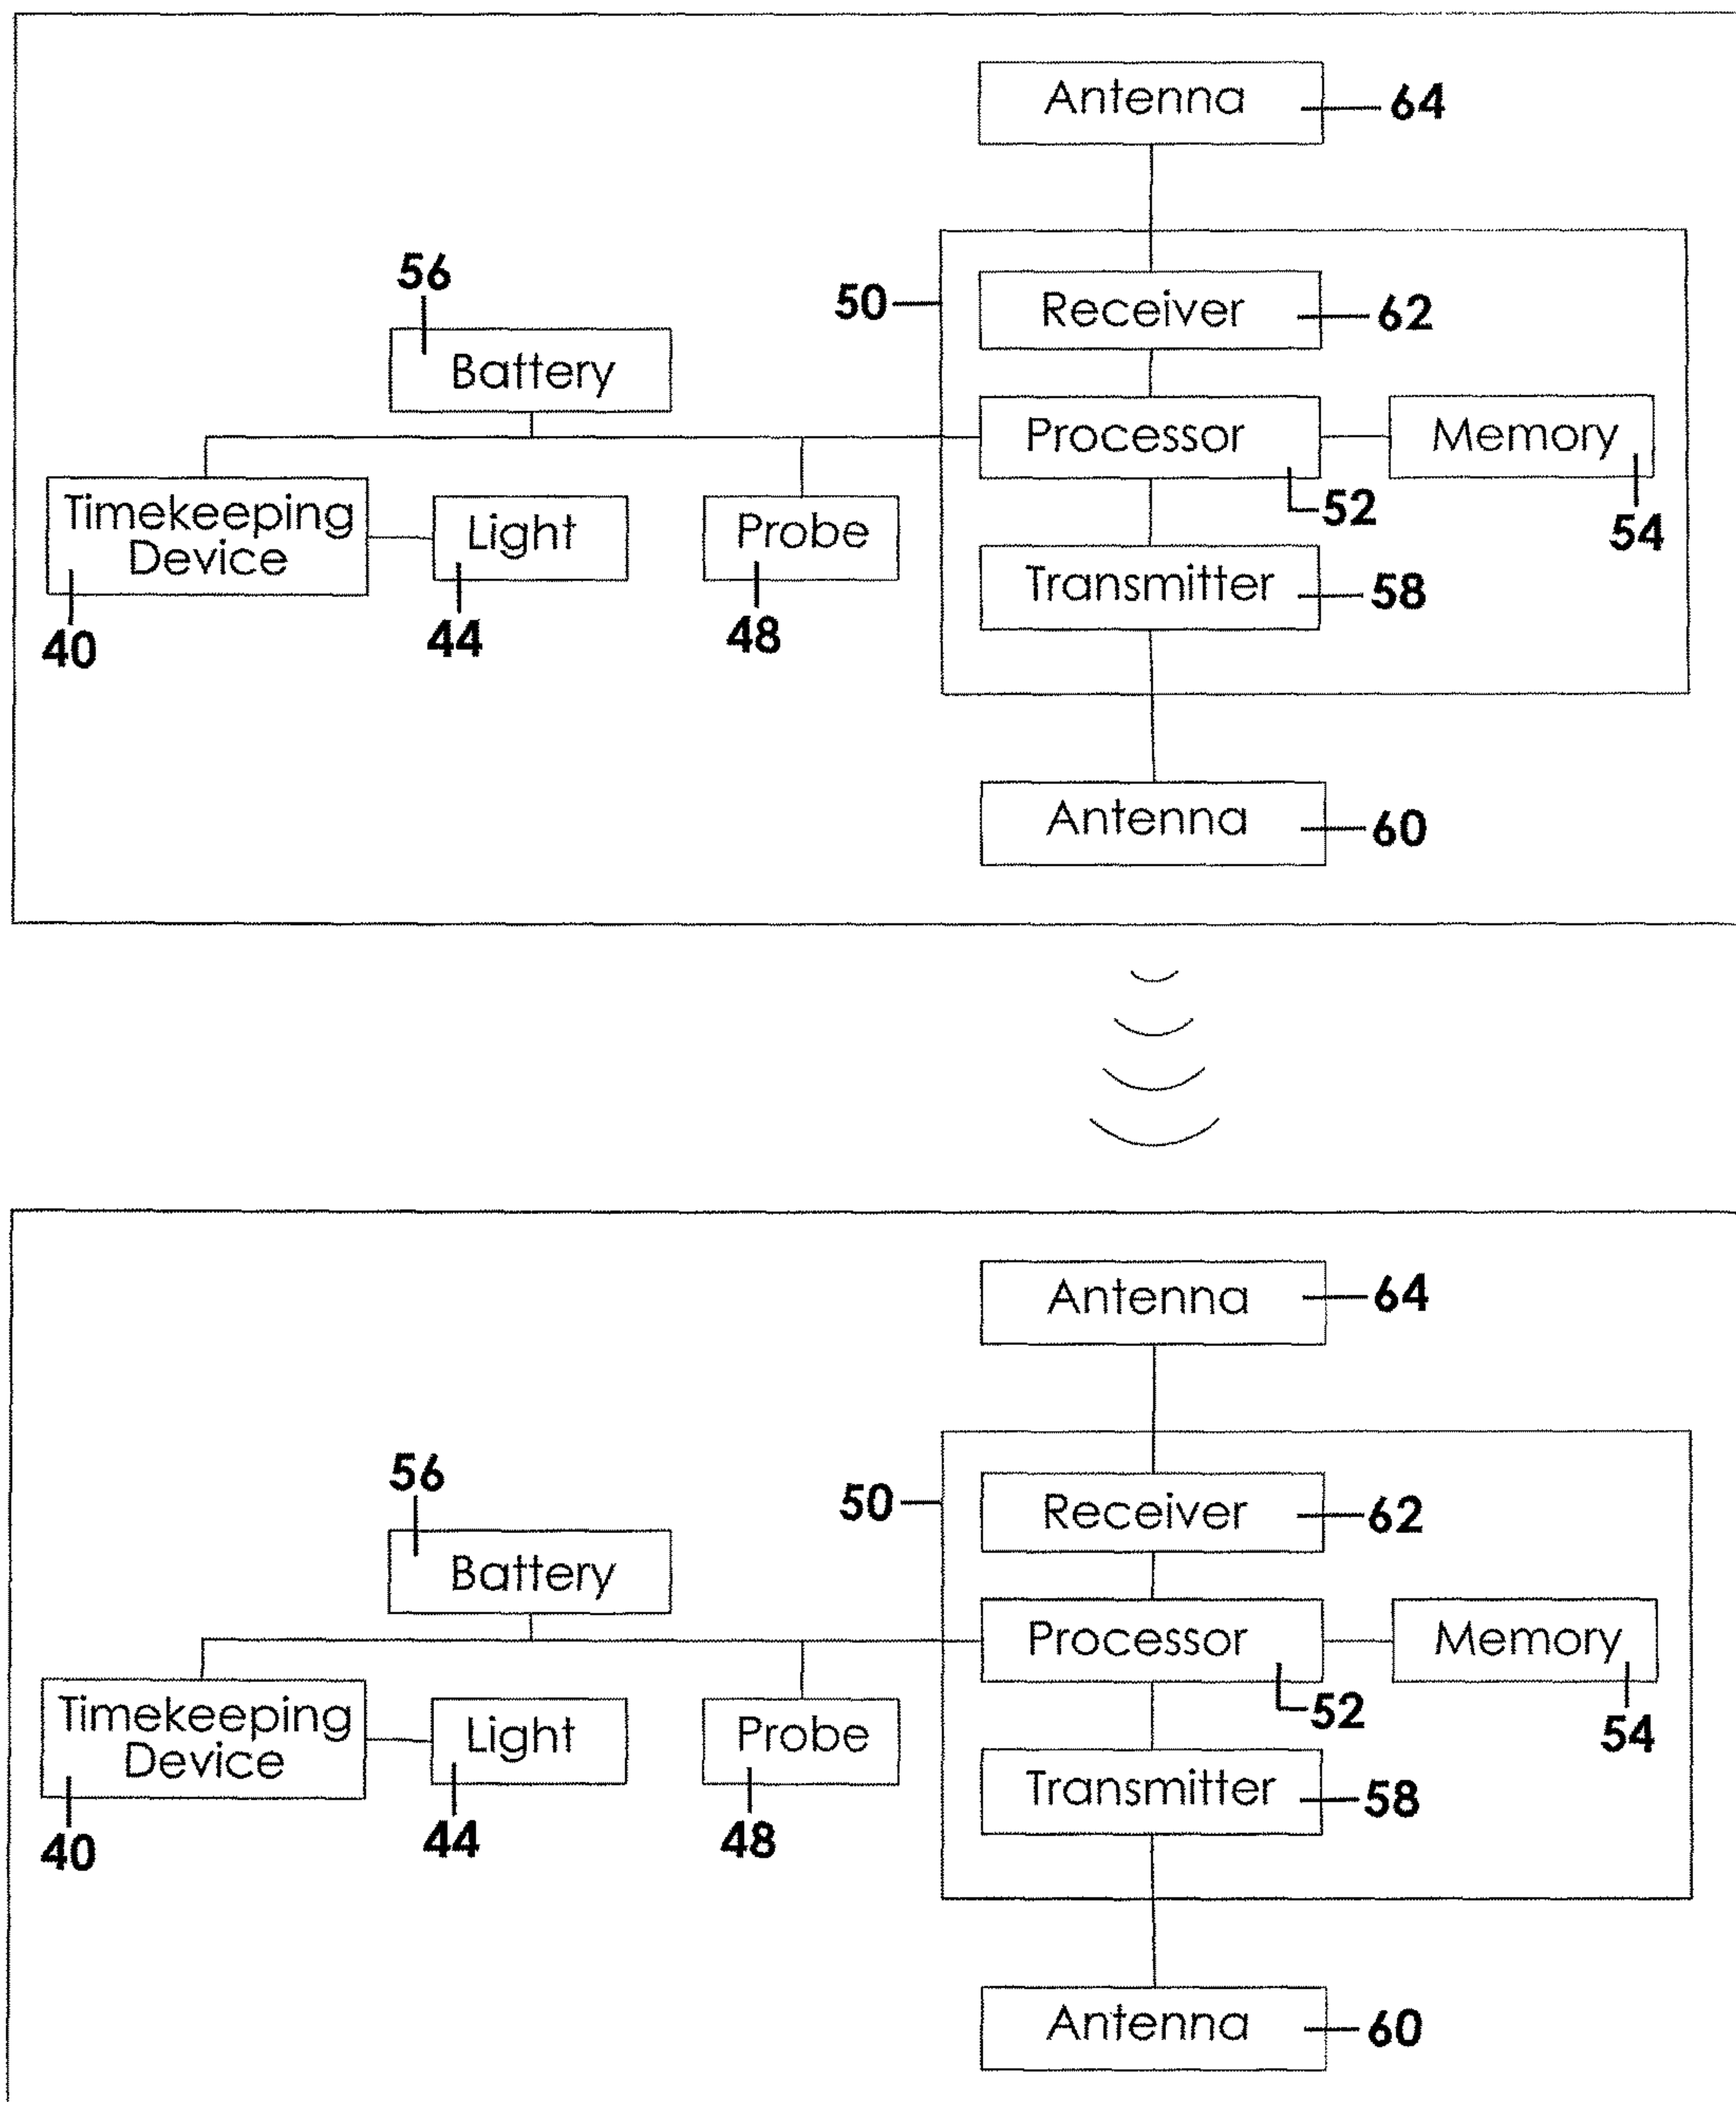 Antenna 64
56
50 Receiver 62
Battery
Processor Memory
52 54
Timekeeping
Device
Light Probe
Transmitter 58
40 44 48
Antenna 60
Antenna 64
56
50 Receiver 62
Battery
Processor Memory
52 54
Timekeeping
Device
Light Probe
Transmitter 58
40 44 48
Antenna 60